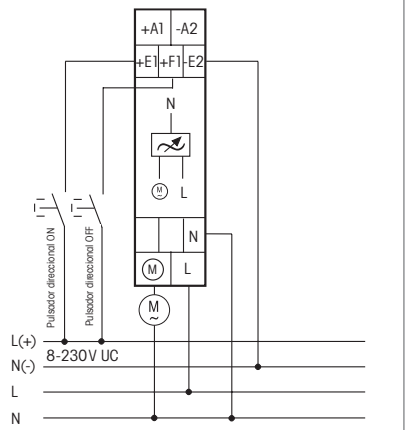 +A1 -A2
+E1 +F1 -E2
N
M
~
L
N
M L
M
~
Pulsador direccional ON
Pulsador direccional OFF
L(+)
8-230V UC
N(-)
L
N